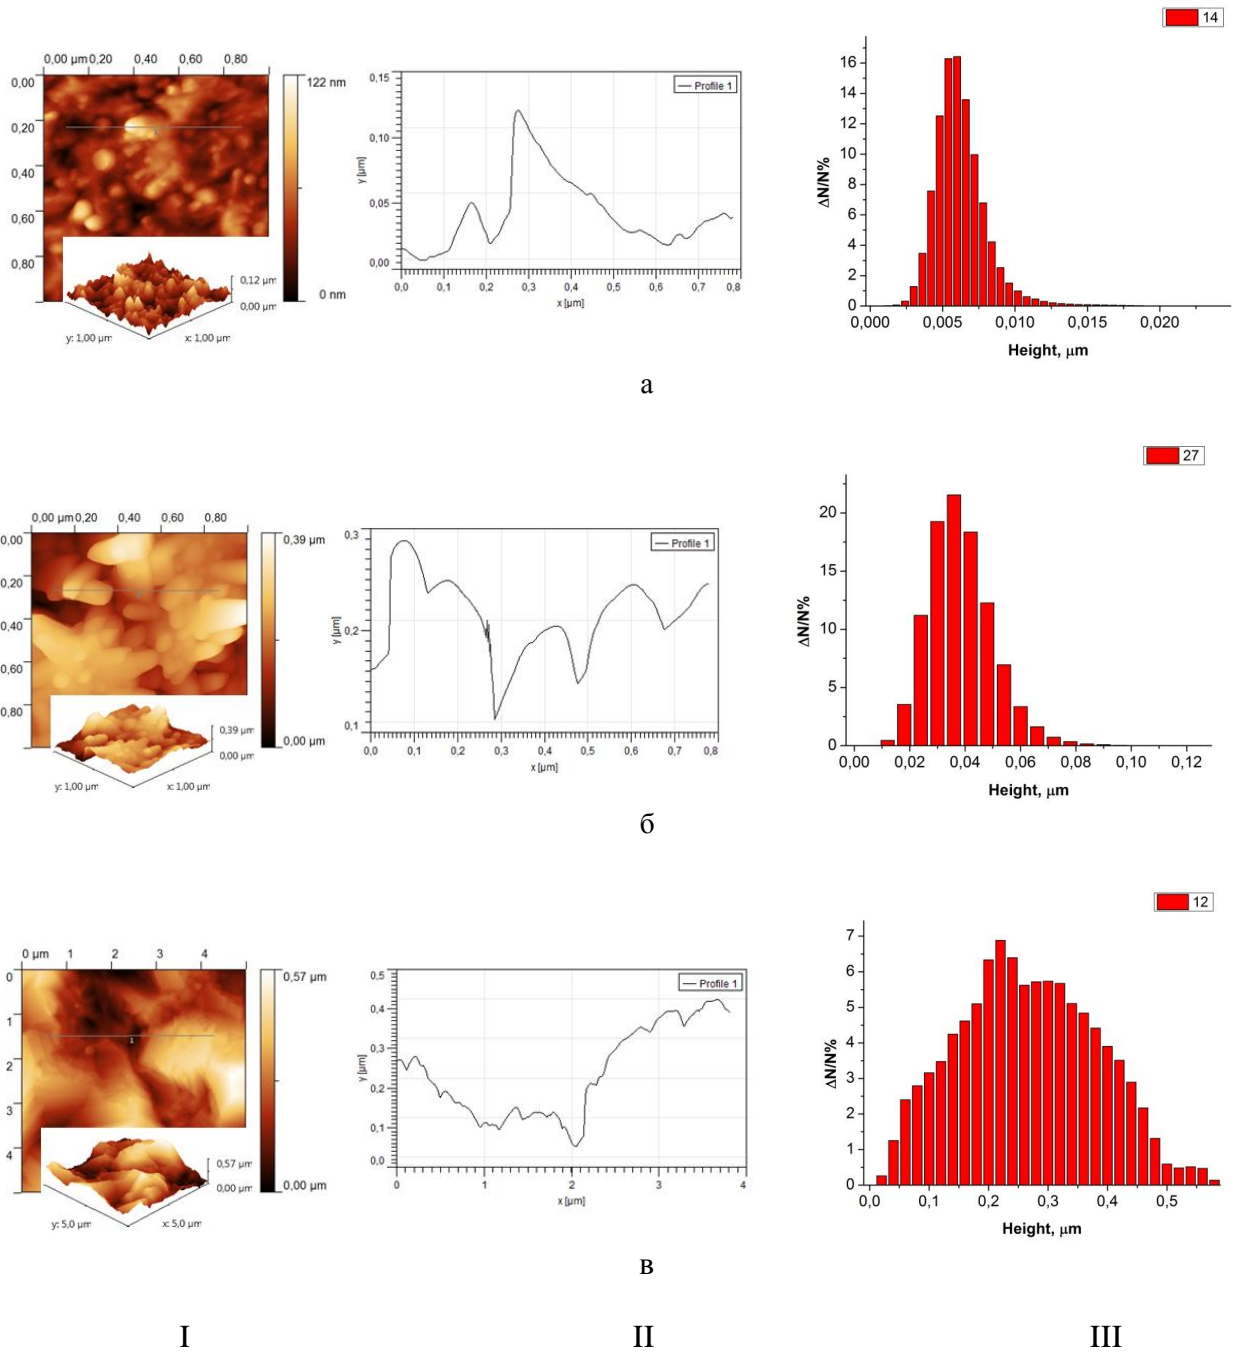 14
0,00 µm 0,20 0,40 0,60 0,80
0,00
0,20
0,40
0,60
0,80
122 nm
0 nm
0,12 µm
0,00 µm
y: 1,00 µm
x: 1,00 µm
Profile 1
0,15
0,10
0,05
0,00
y [µm]
0,0 0,1 0,2 0,3 0,4 0,5 0,6 0,7 0,8
x [µm]
16
14
12
10
8
6
4
2
0
ΔN/N%
0,000 0,005 0,010 0,015 0,020
Height, µm
а
27
0,00 µm 0,20 0,40 0,60 0,80
0,00
0,20
0,40
0,60
0,80
0,39 µm
0,00 µm
0,39 µm
0,00 µm
y: 1,00 µm
x: 1,00 µm
Profile 1
0,3
0,2
0,1
y [µm]
0,0 0,1 0,2 0,3 0,4 0,5 0,6 0,7 0,8
x [µm]
20
15
10
5
0
ΔN/N%
0,00 0,02 0,04 0,06 0,08 0,10 0,12
Height, µm
б
12
0 µm 1 2 3 4
0
1
2
3
4
1
0,57 µm
0,00 µm
0,57 µm
0,00 µm
y: 5,0 µm
x: 5,0 µm
Profile 1
0,5
0,4
0,3
0,2
0,1
0,0
y [µm]
0 1 2 3 4
x [µm]
7
6
5
4
3
2
1
0
ΔN/N%
0,0 0,1 0,2 0,3 0,4 0,5
Height, µm
в
I II III